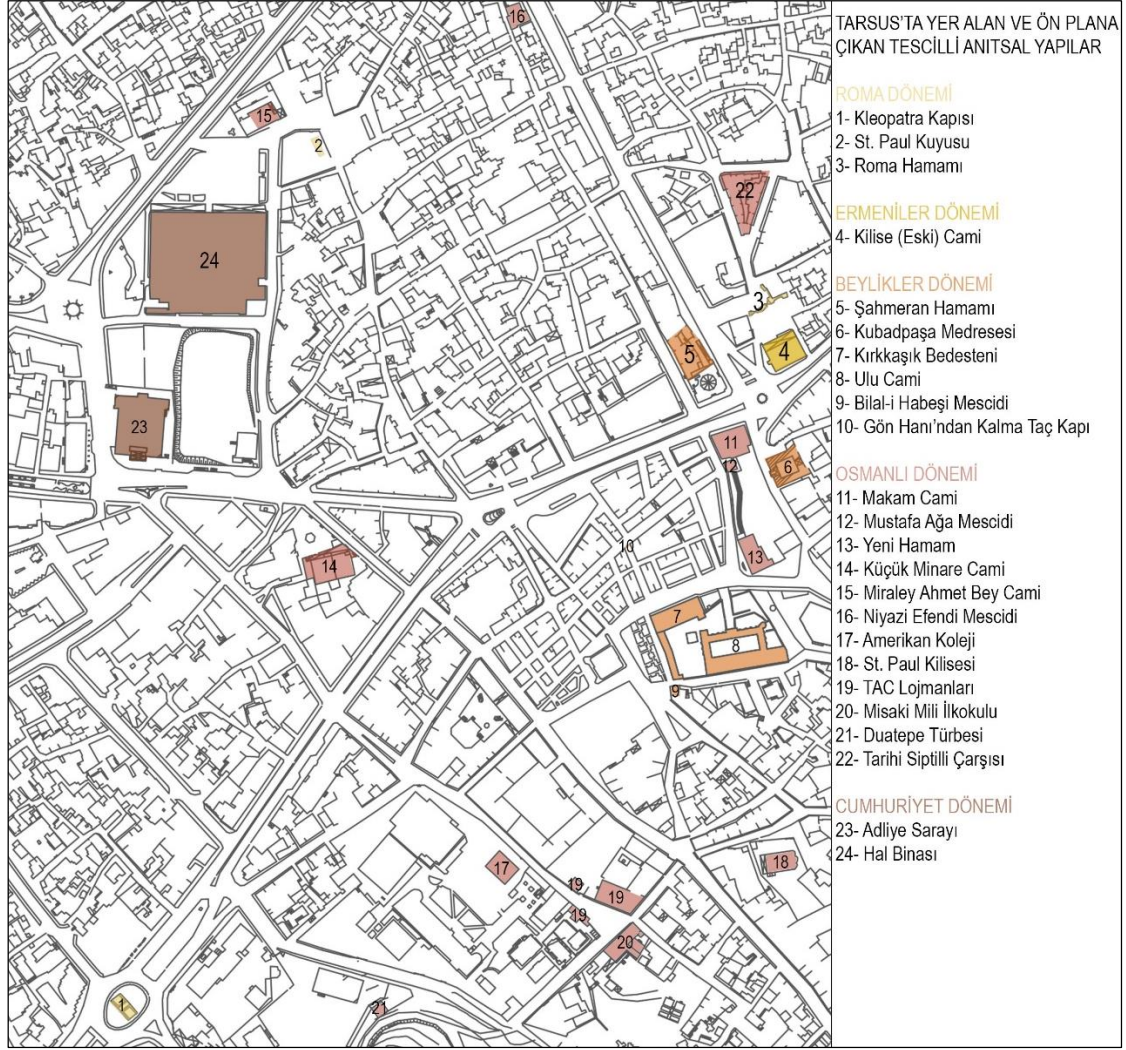 TARSUS'TA YER ALAN VE ÖN PLANA
ÇIKAN TESCİLLİ ANITSAL YAPILAR
ROMA DÖNEMİ
1- Kleopatra Kapısı
2- St. Paul Kuyusu
3- Roma Hamamı
ERMENİLER DÖNEMİ
4- Kilise (Eski) Cami
BEYLİKLER DÖNEMİ
5- Şahmeran Hamamı
6- Kubadpaşa Medresesi
7- Kırkkaşık Bedesteni
8- Ulu Cami
9- Bilal-i Habeşi Mescidi
10- Gön Hanı'ndan Kalma Taç Kapı
OSMANLI DÖNEMİ
11- Makam Cami
12- Mustafa Ağa Mescidi
13- Yeni Hamam
14- Küçük Minare Cami
15- Miraley Ahmet Bey Cami
16- Niyazi Efendi Mescidi
17- Amerikan Koleji
18- St. Paul Kilisesi
19- TAC Lojmanları
20- Misaki Mili İlkokulu
21- Duatepe Türbesi
22- Tarihi Siptilli Çarşısı
CUMHURİYET DÖNEMİ
23- Adliye Sarayı
24- Hal Binası
16
15
2
22
24
3
5
4
23
11
12
6
10
13
14
7
8
9
17
18
19
19
19
20
1
21